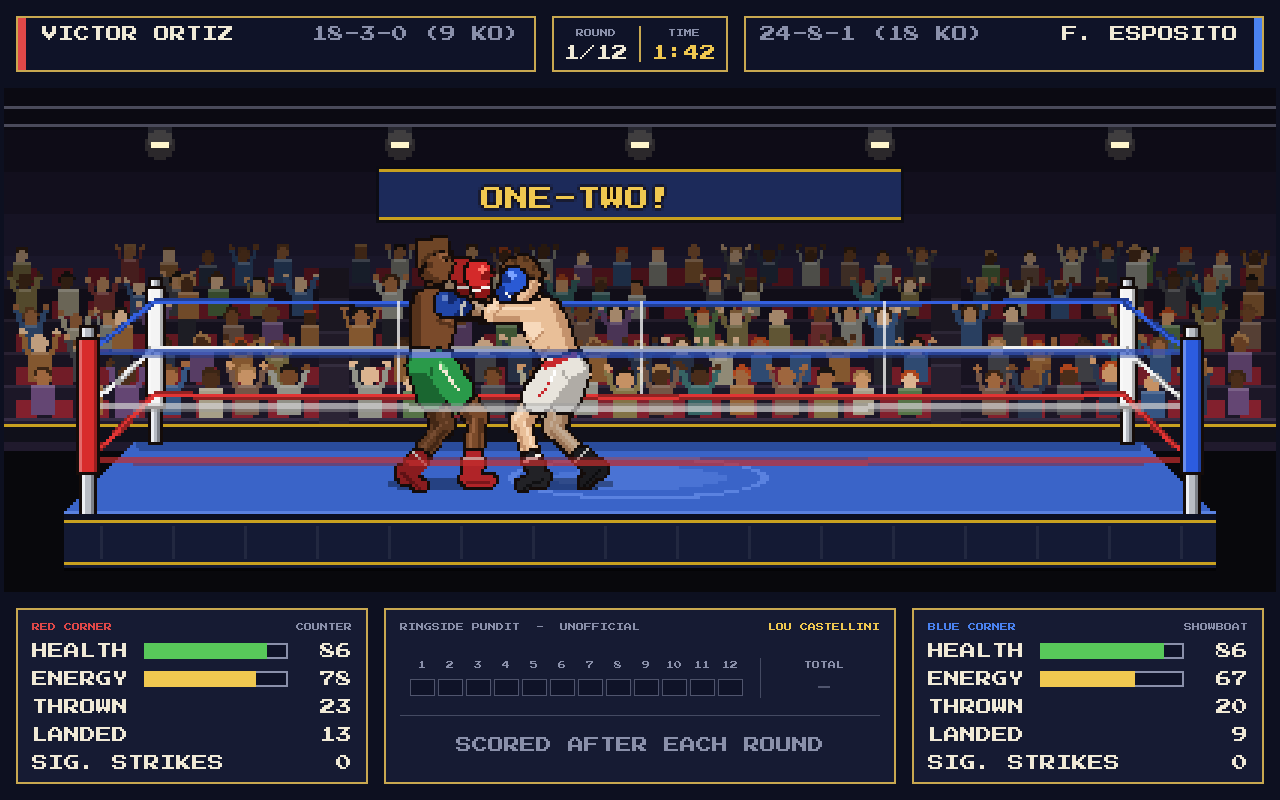 VICTOR ORTIZ 18-3-0 (9 KO)
ROUND TIME
1/12 1:42
24-8-1 (18 KO) F. ESPOSITO
ONE-TWO!
RED CORNER COUNTER
HEALTH 86
ENERGY 78
THROWN 23
LANDED 13
SIG. STRIKES 0
RINGSIDE PUNDIT - UNOFFICIAL LOU CASTELLINI
1 2 3 4 5 6 7 8 9 10 11 12 TOTAL
—
SCORED AFTER EACH ROUND
BLUE CORNER SHOWBOAT
HEALTH 86
ENERGY 67
THROWN 20
LANDED 9
SIG. STRIKES 0